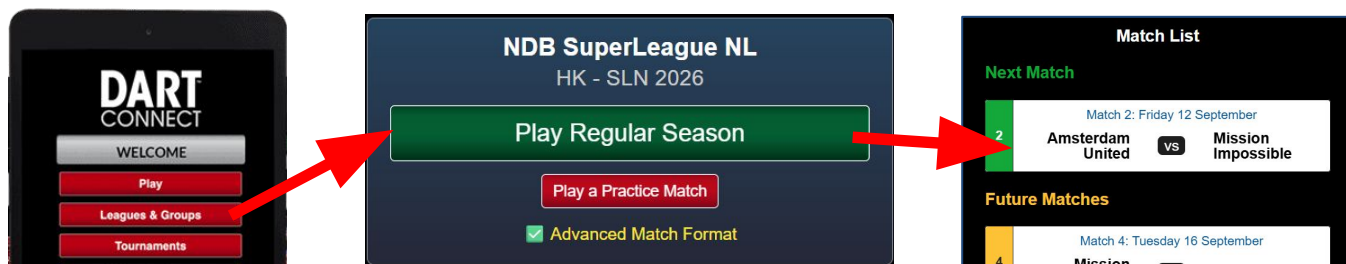 DART
CONNECT
WELCOME
Play
Leagues & Groups
Tournaments
NDB SuperLeague NL
HK - SLN 2026
Play Regular Season
Play a Practice Match
Advanced Match Format
Match List
Next Match
2
Match 2: Friday 12 September
Amsterdam
United
VS
Mission
Impossible
Future Matches
4
Match 4: Tuesday 16 September
Mission